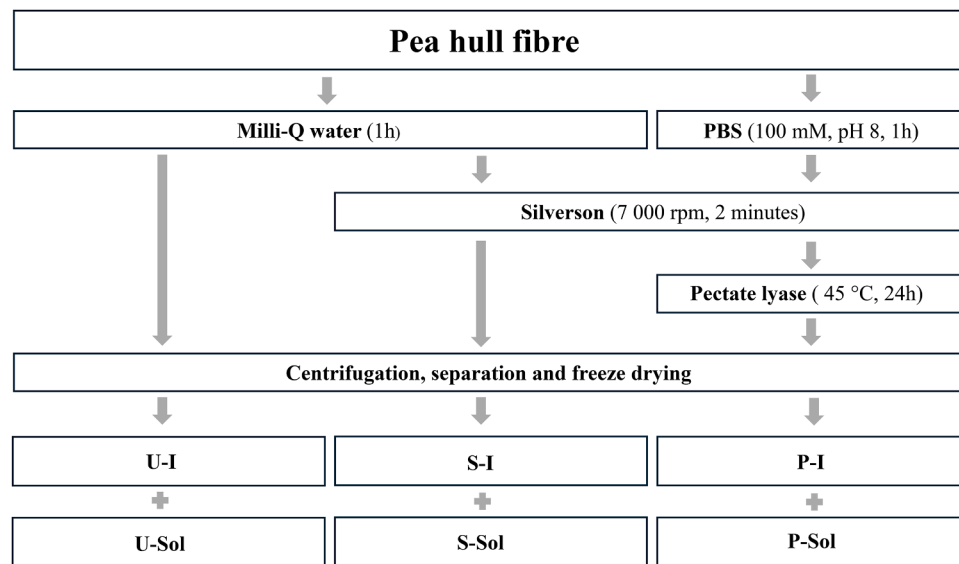 Pea hull fibre
Milli-Q water (1h)
PBS (100 mM, pH 8, 1h)
Silverson (7 000 rpm, 2 minutes)
Pectate lyase ( 45 °C, 24h)
Centrifugation, separation and freeze drying
U-I
S-I
P-I
U-Sol
S-Sol
P-Sol